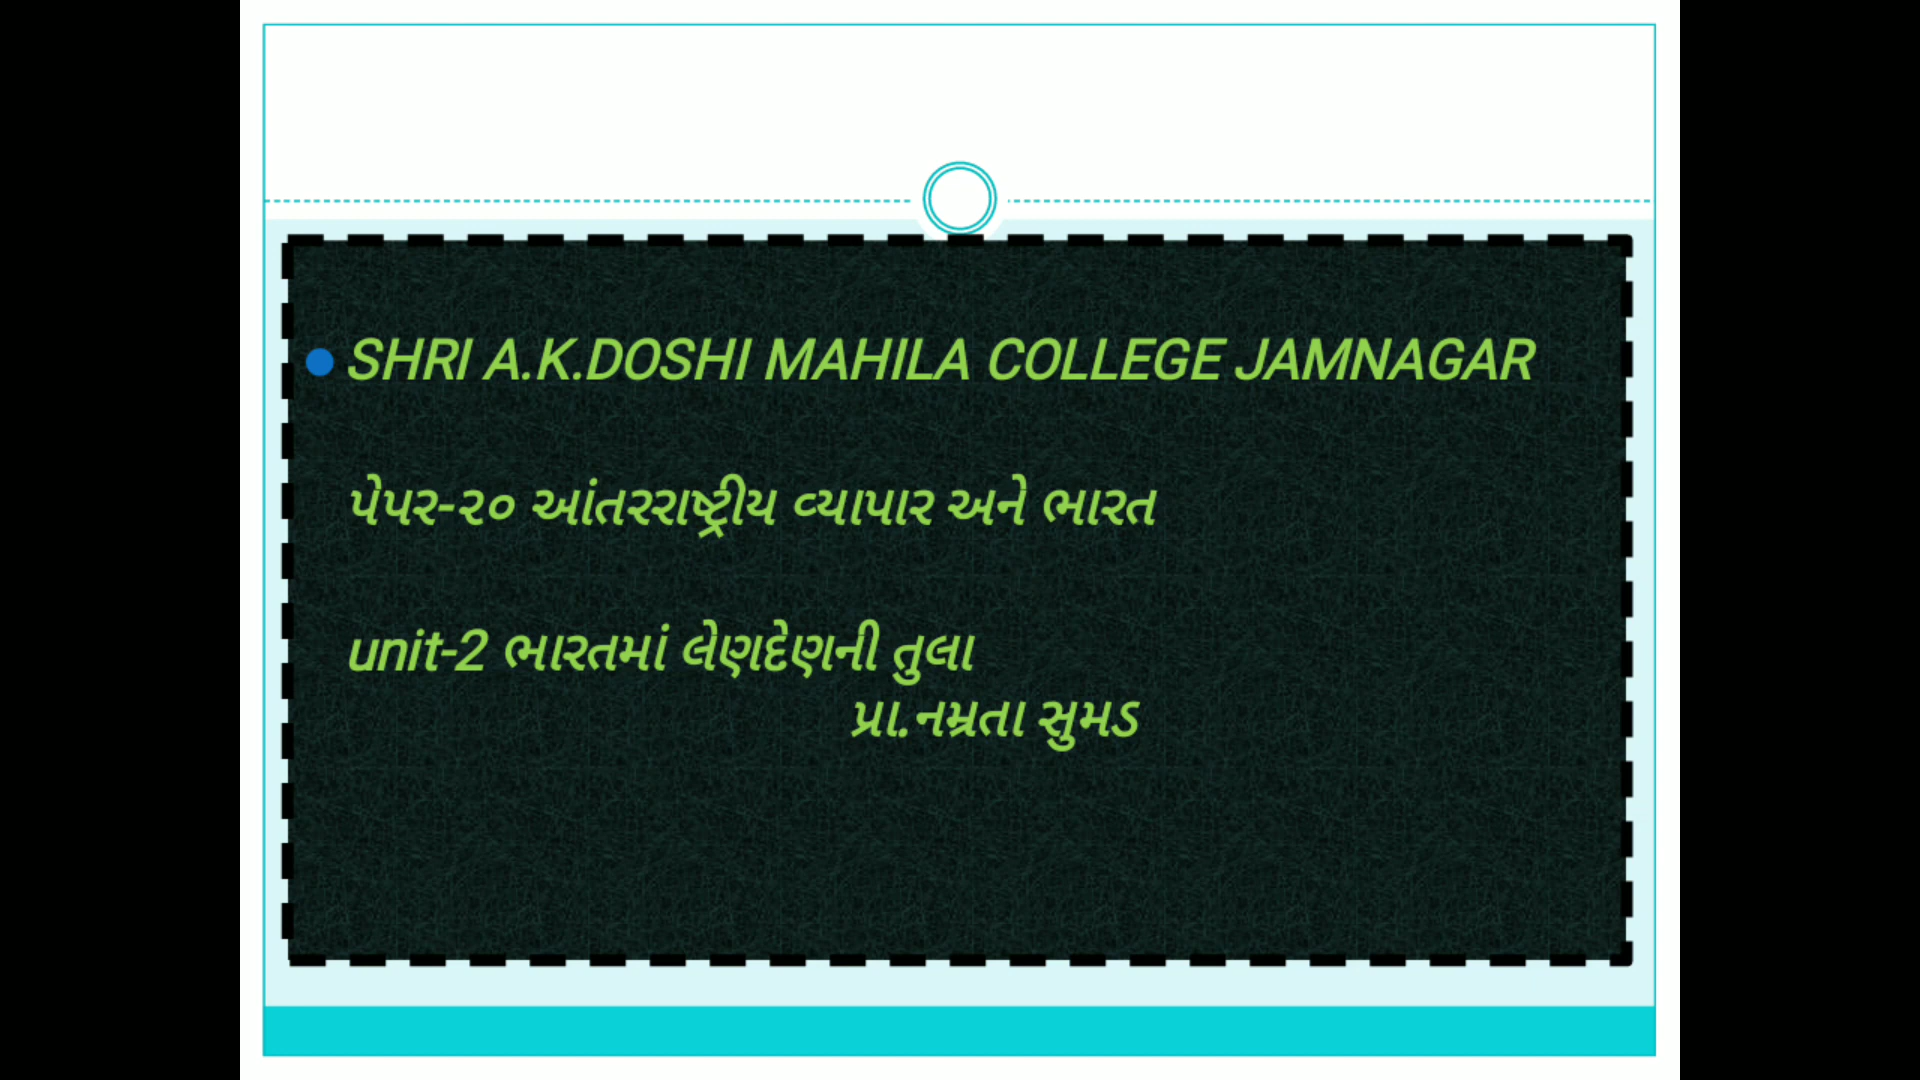 SHRI A.K.DOSHI MAHILA COLLEGE JAMNAGAR
પેપર-૨૦ આંતરરાષ્ટ્રીય વ્યાપાર અને ભારત
unit-2 ભારતમાં લેણદેણની તુલા
પ્રા.નમ્રતા સુમડ